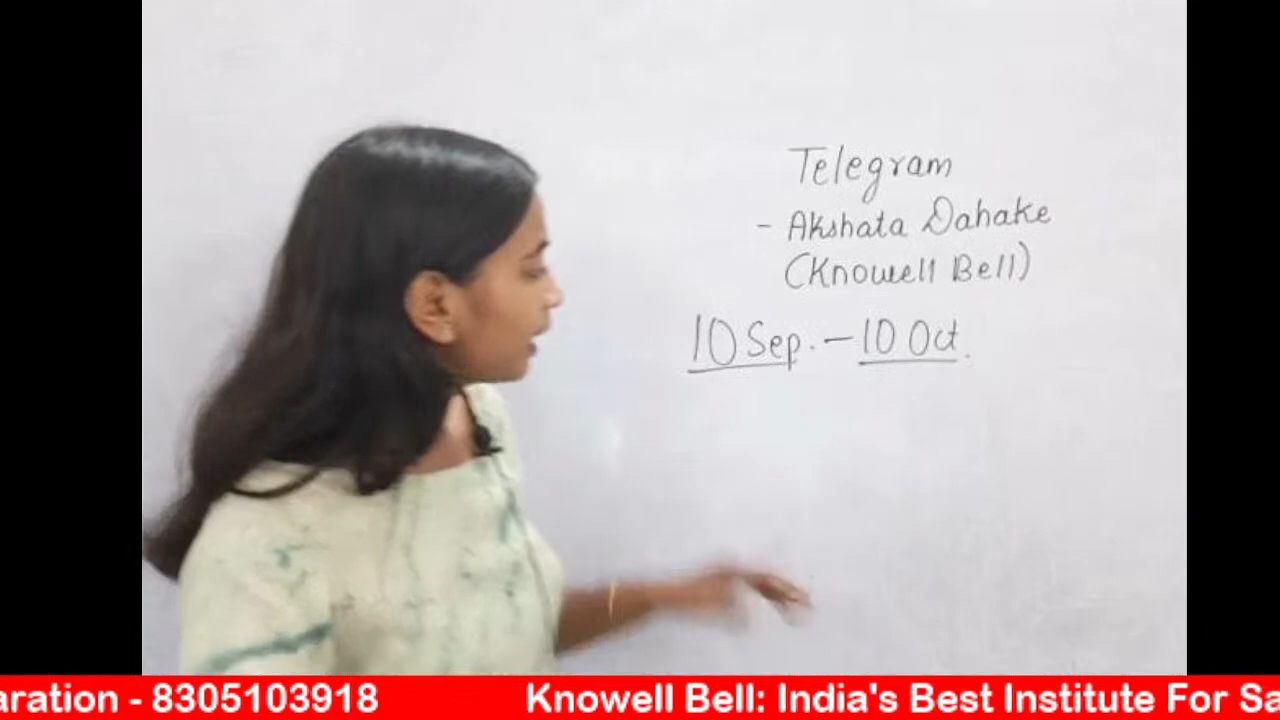 Telegram
- Akshata Dahake
(Knowell Bell)
10 Sep. - 10 Oct.
aration - 8305103918 Knowell Bell: India's Best Institute For Sa